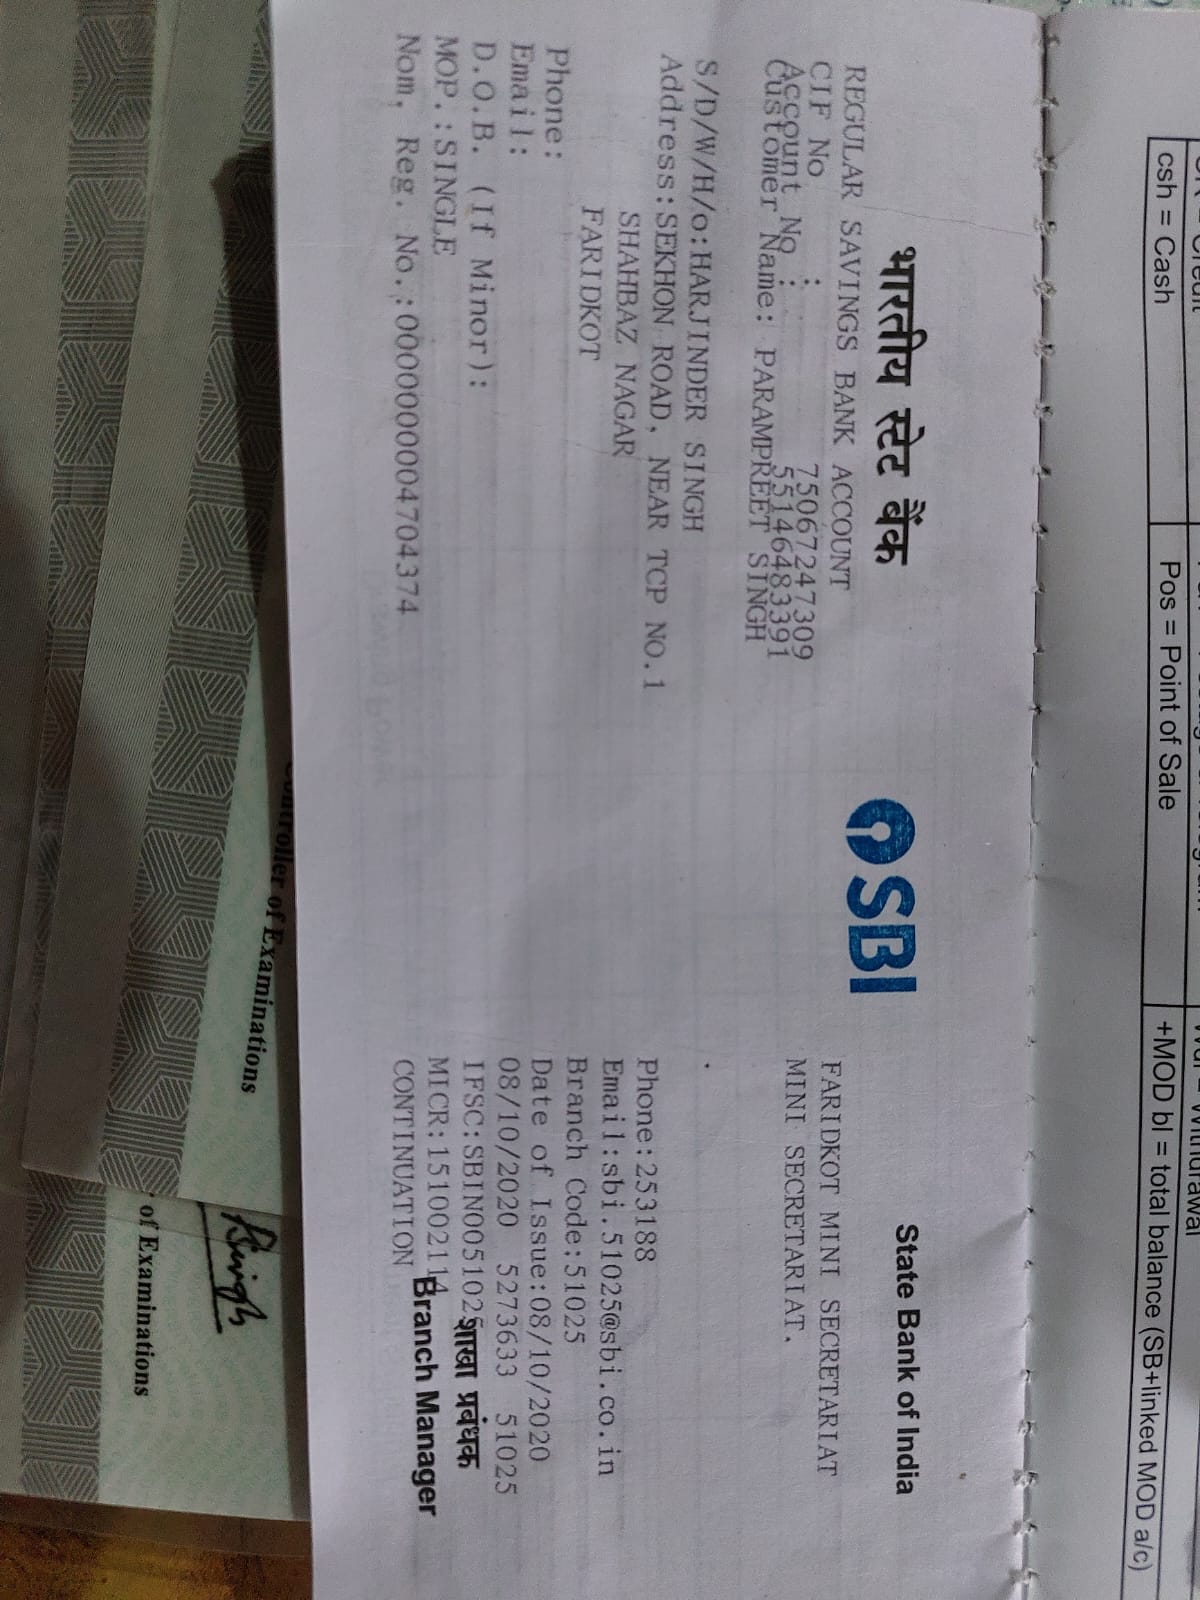 भारतीय स्टेट बैंक
SBI
State Bank of India
REGULAR SAVINGS BANK ACCOUNT
CIF No : 75067247309
Account No : 55146483391
Customer Name: PARAMPREET SINGH
S/D/W/H/o:HARJINDER SINGH
Address:SEKHON ROAD, NEAR TCP NO.1
SHAHBAZ NAGAR
FARIDKOT
Phone:
Email:
D.O.B. (If Minor):
MOP.:SINGLE
Nom. Reg. No.:0000000004704374
FARIDKOT MINI SECRETARIAT
MINI SECRETARIAT.
Phone:253188
Email:sbi.51025@sbi.co.in
Branch Code:51025
Date of Issue:08/10/2020
08/10/2020 5273633 51025
IFSC:SBIN0051025
शाखा प्रबंधक
MICR:151002114
Branch Manager
CONTINUATION
csh = Cash
Pos = Point of Sale
+MOD bl = total balance (SB+linked MOD a/c)
Withdrawal
of Examinations
of Examinations